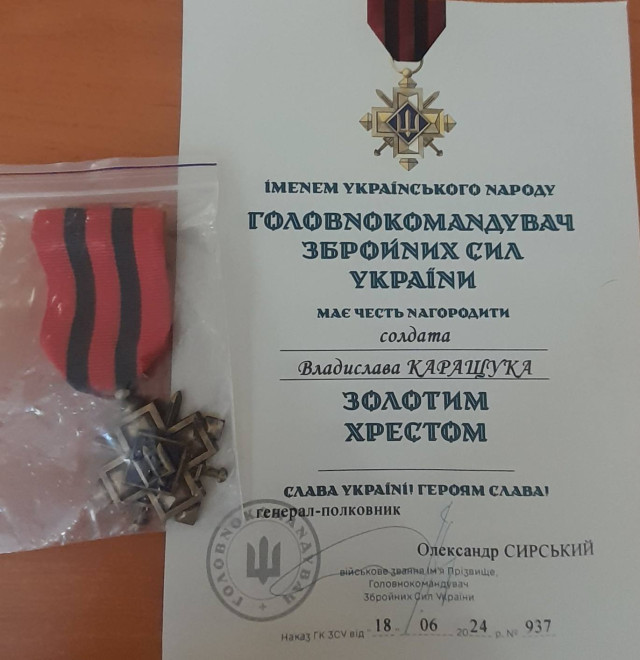 ІМЕНЕМ УКРАЇНСЬКОГО НАРОДУ
ГОЛОВНОКОМАНДУВАЧ
ЗБРОЙНИХ СИЛ
УКРАЇНИ
МАЄ ЧЕСТЬ НАГОРОДИТИ
солдата
Владислава КАРАЩУКА
ЗОЛОТИМ
ХРЕСТОМ
СЛАВА УКРАЇНІ! ГЕРОЯМ СЛАВА!
генерал-полковник
Олександр СИРСЬКИЙ
військове звання Ім'я Прізвище,
Головнокомандувач
Збройних Сил України
ГОЛОВНОКОМАНДУВАЧ
Наказ ГК ЗСУ від 18 / 06 2024 р. № 937